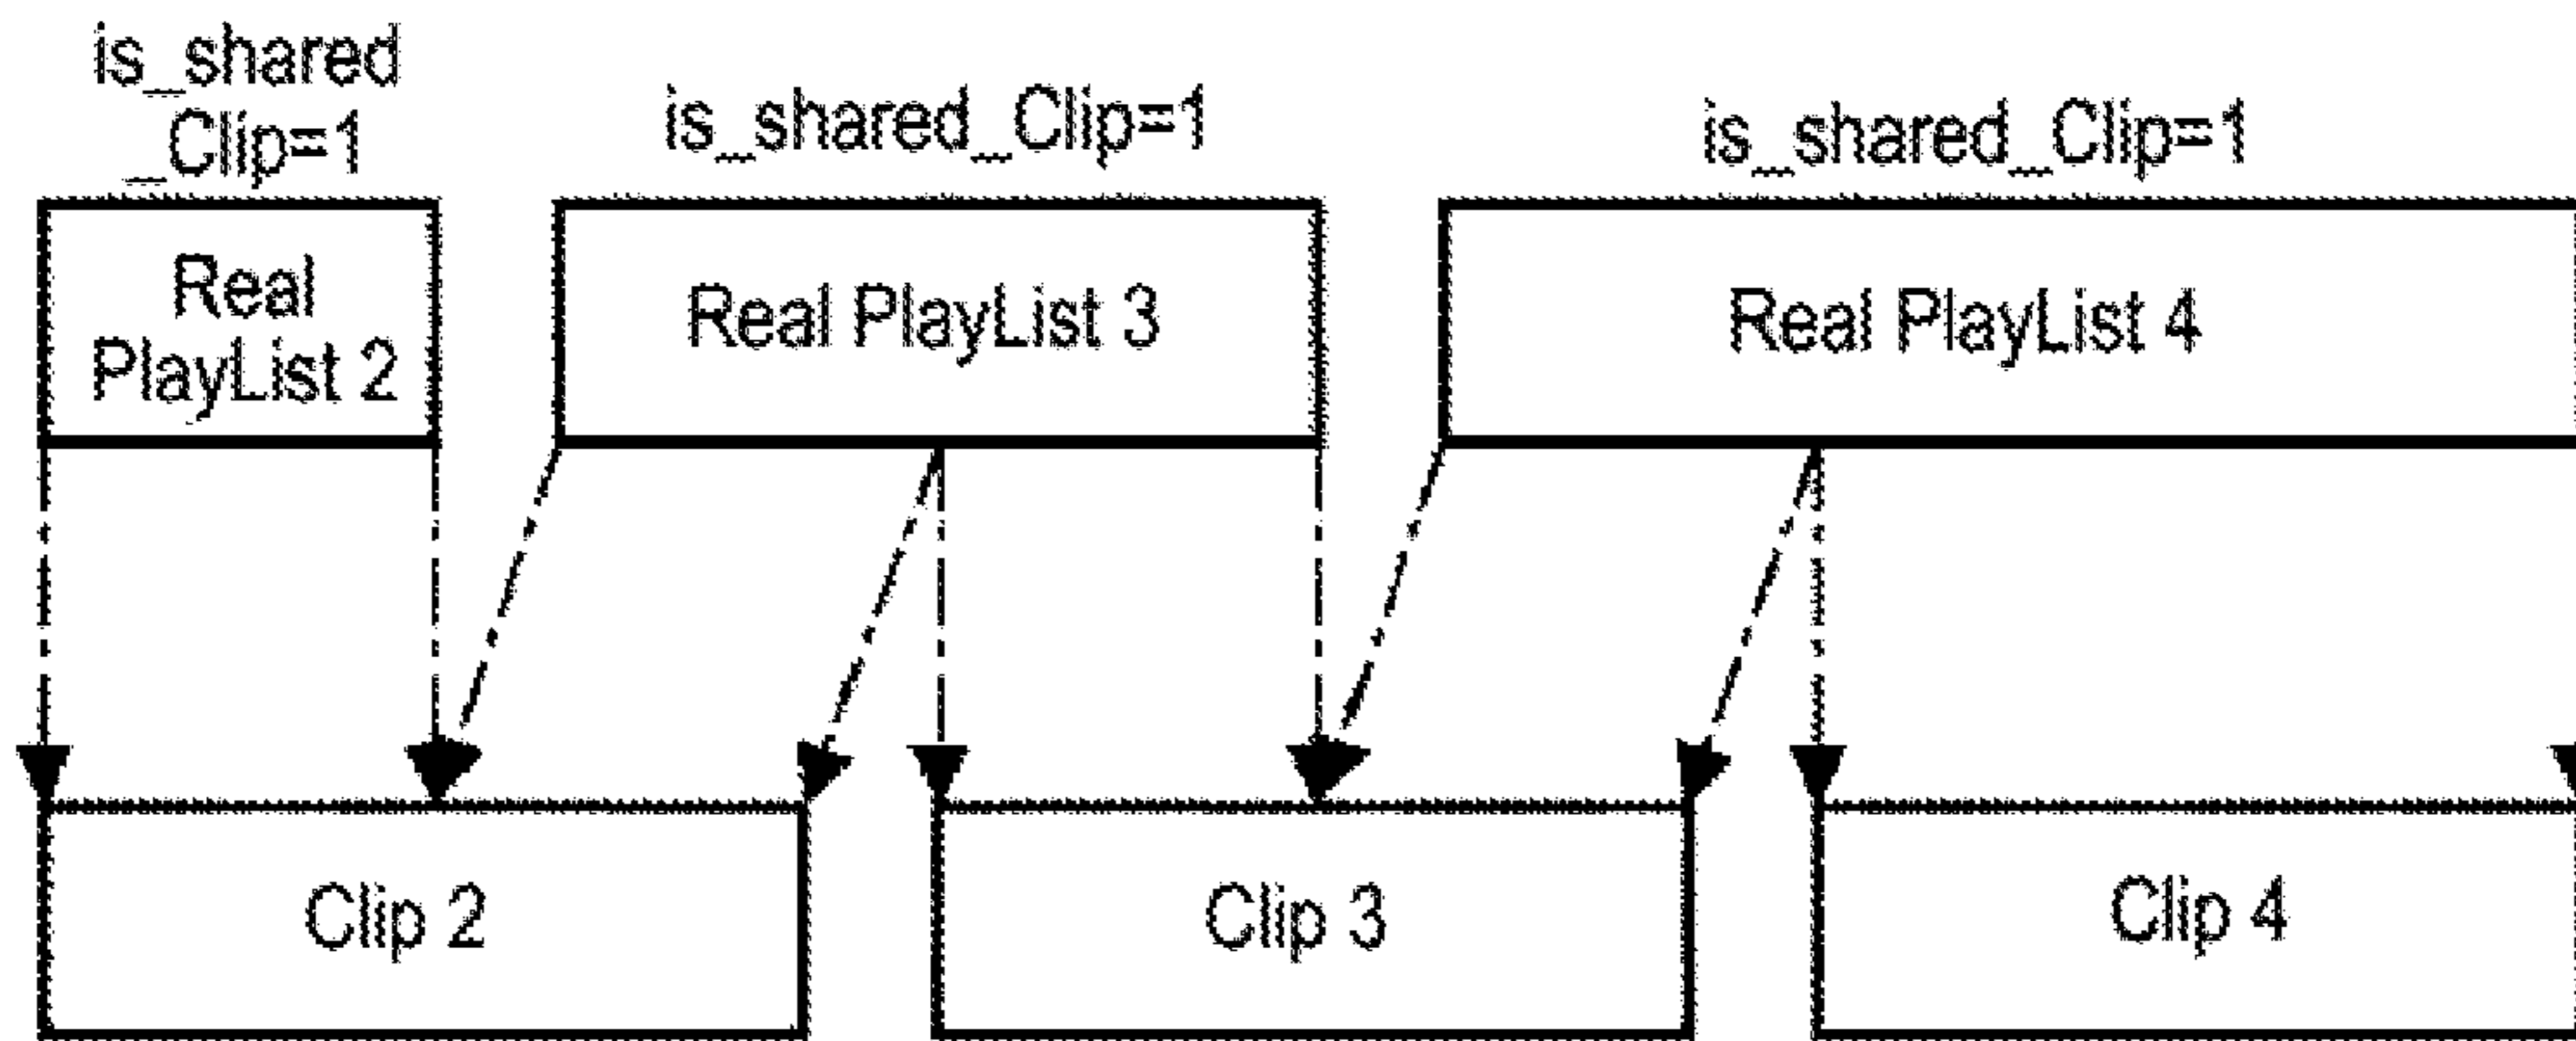 is_shared
_Clip=1
is_shared_Clip=1
is_shared_Clip=1
Real
PlayList 2
Real PlayList 3
Real PlayList 4
Clip 2
Clip 3
Clip 4